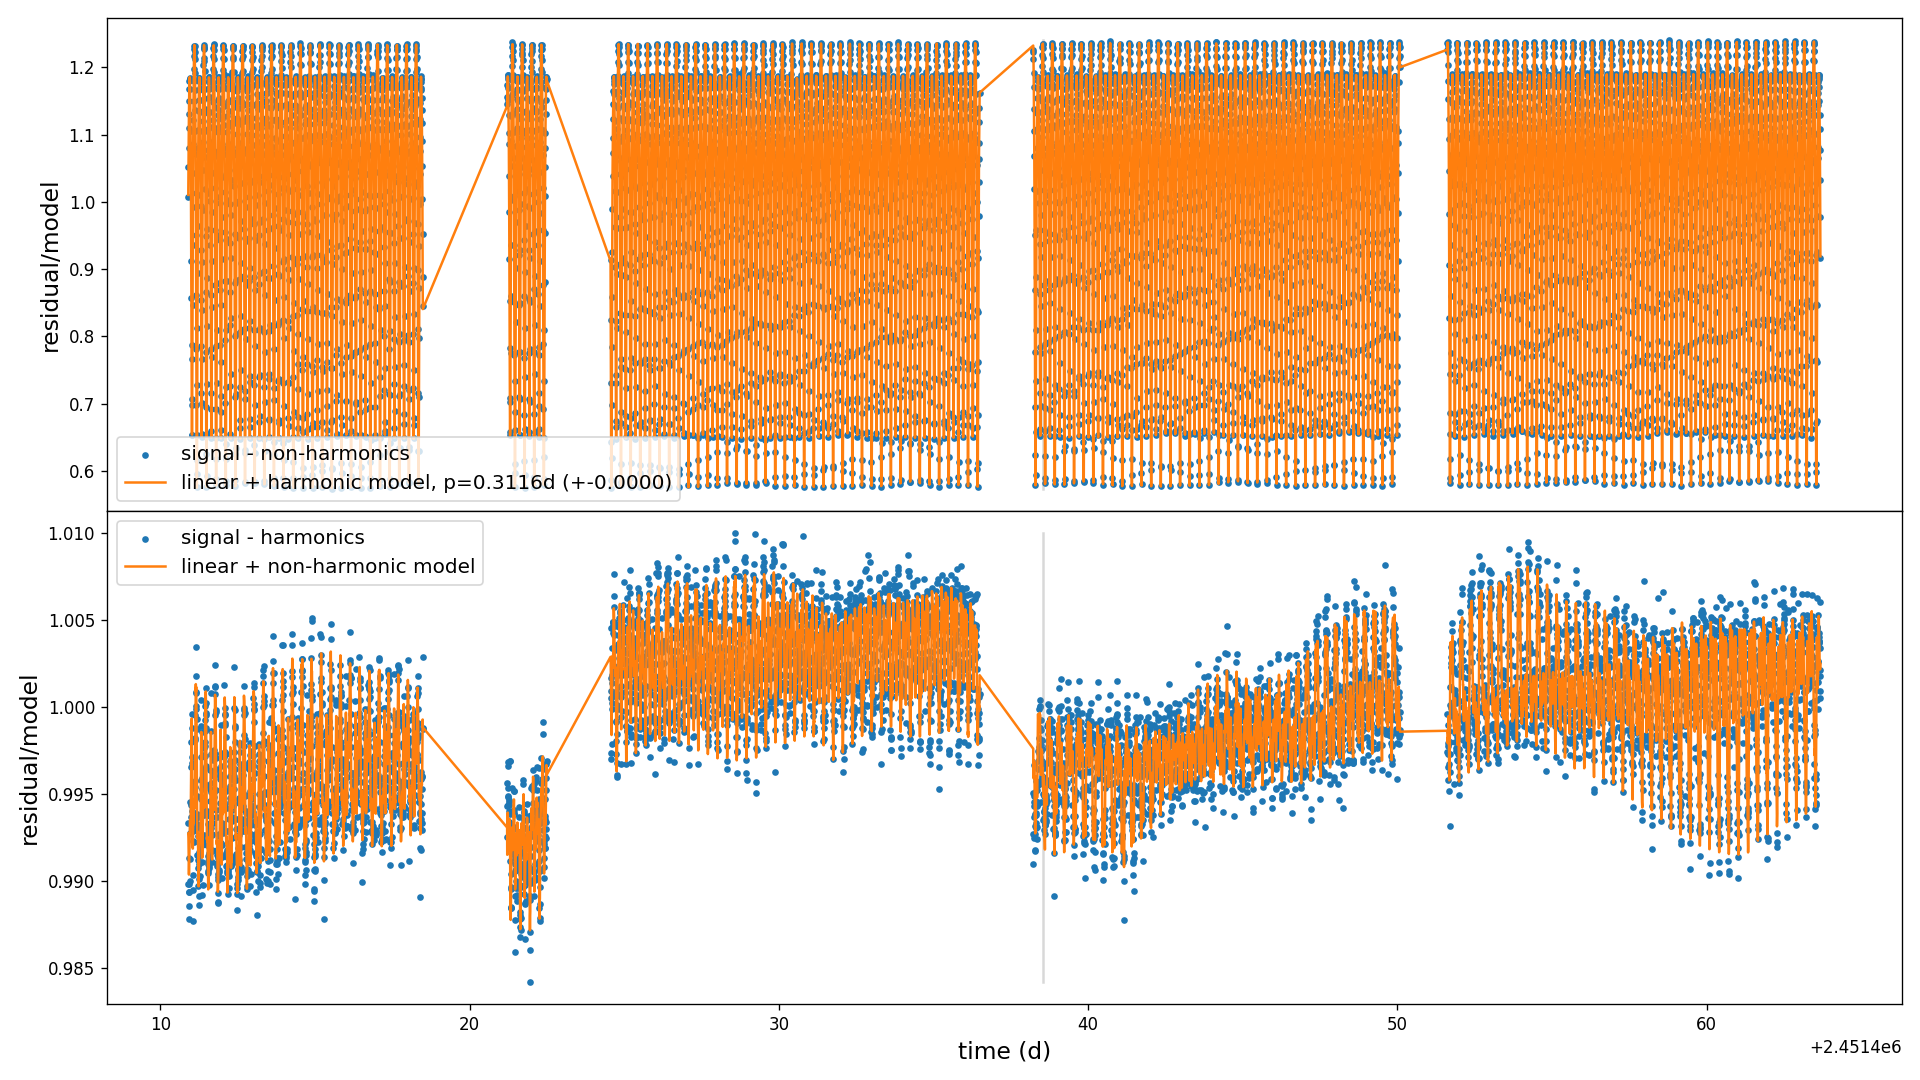 1.2
1.1
1.0
0.9
0.8
0.7
0.6
residual/model
signal - non-harmonics
linear + harmonic model, p=0.3116d (+-0.0000)
1.010
1.005
1.000
0.995
0.990
0.985
residual/model
signal - harmonics
linear + non-harmonic model
10
20
30
40
50
60
time (d)
+2.4514e6